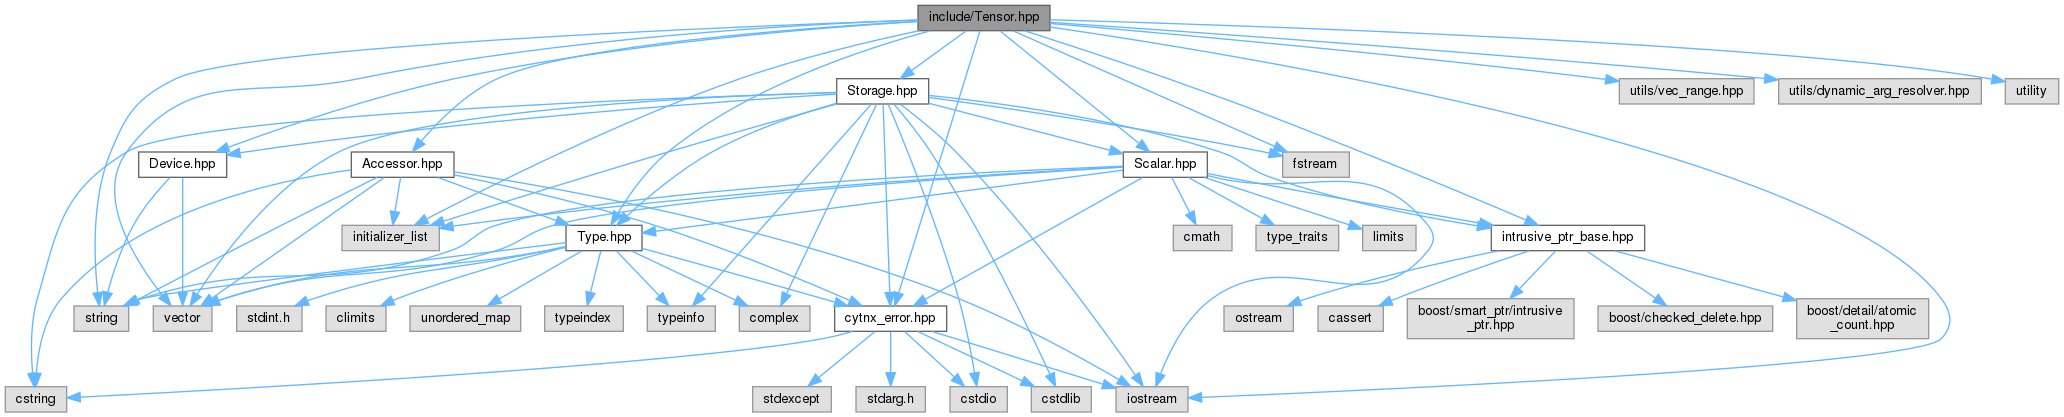 include/Tensor.hpp
Storage.hpp
utils/vec_range.hpp
utils/dynamic_arg_resolver.hpp
utility
Device.hpp
Accessor.hpp
Scalar.hpp
fstream
initializer_list
Type.hpp
cmath
type_traits
limits
intrusive_ptr_base.hpp
string
vector
stdint.h
climits
unordered_map
typeindex
typeinfo
complex
cytnx_error.hpp
ostream
cassert
boost/smart_ptr/intrusive
_ptr.hpp
boost/checked_delete.hpp
boost/detail/atomic
_count.hpp
cstring
stdexcept
stdarg.h
cstdio
cstdlib
iostream